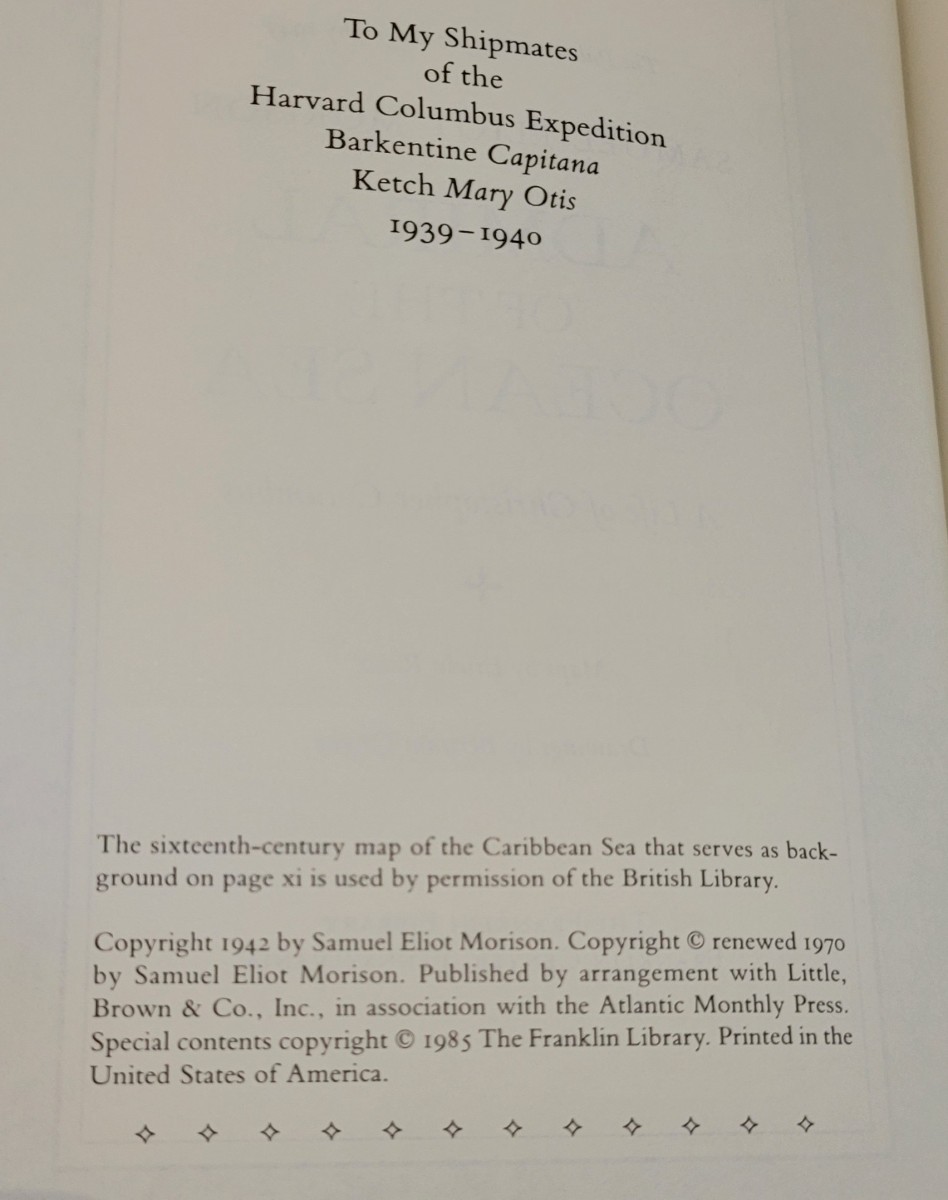 To My Shipmates
of the
Harvard Columbus Expedition
Barkentine Capitana
Ketch Mary Otis
1939–1940
The sixteenth-century map of the Caribbean Sea that serves as back-
ground on page xi is used by permission of the British Library.
Copyright 1942 by Samuel Eliot Morison. Copyright © renewed 1970
by Samuel Eliot Morison. Published by arrangement with Little,
Brown & Co., Inc., in association with the Atlantic Monthly Press.
Special contents copyright © 1985 The Franklin Library. Printed in the
United States of America.